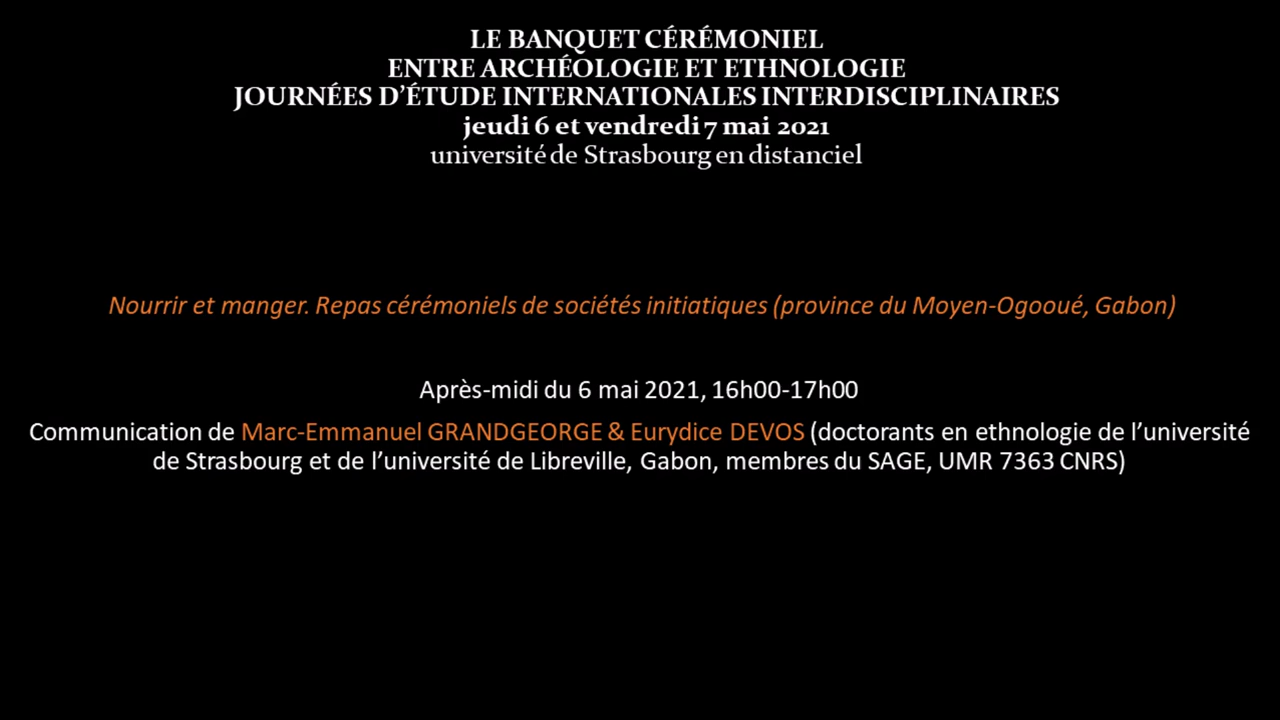 LE BANQUET CÉRÉMONIEL
ENTRE ARCHÉOLOGIE ET ETHNOLOGIE
JOURNÉES D’ÉTUDE INTERNATIONALES INTERDISCIPLINAIRES
jeudi 6 et vendredi 7 mai 2021
université de Strasbourg en distanciel
Nourrir et manger. Repas cérémoniels de sociétés initiatiques (province du Moyen-Ogooué, Gabon)
Après-midi du 6 mai 2021, 16h00-17h00
Communication de Marc-Emmanuel GRANDGEORGE & Eurydice DEVOS (doctorants en ethnologie de l’université
de Strasbourg et de l’université de Libreville, Gabon, membres du SAGE, UMR 7363 CNRS)